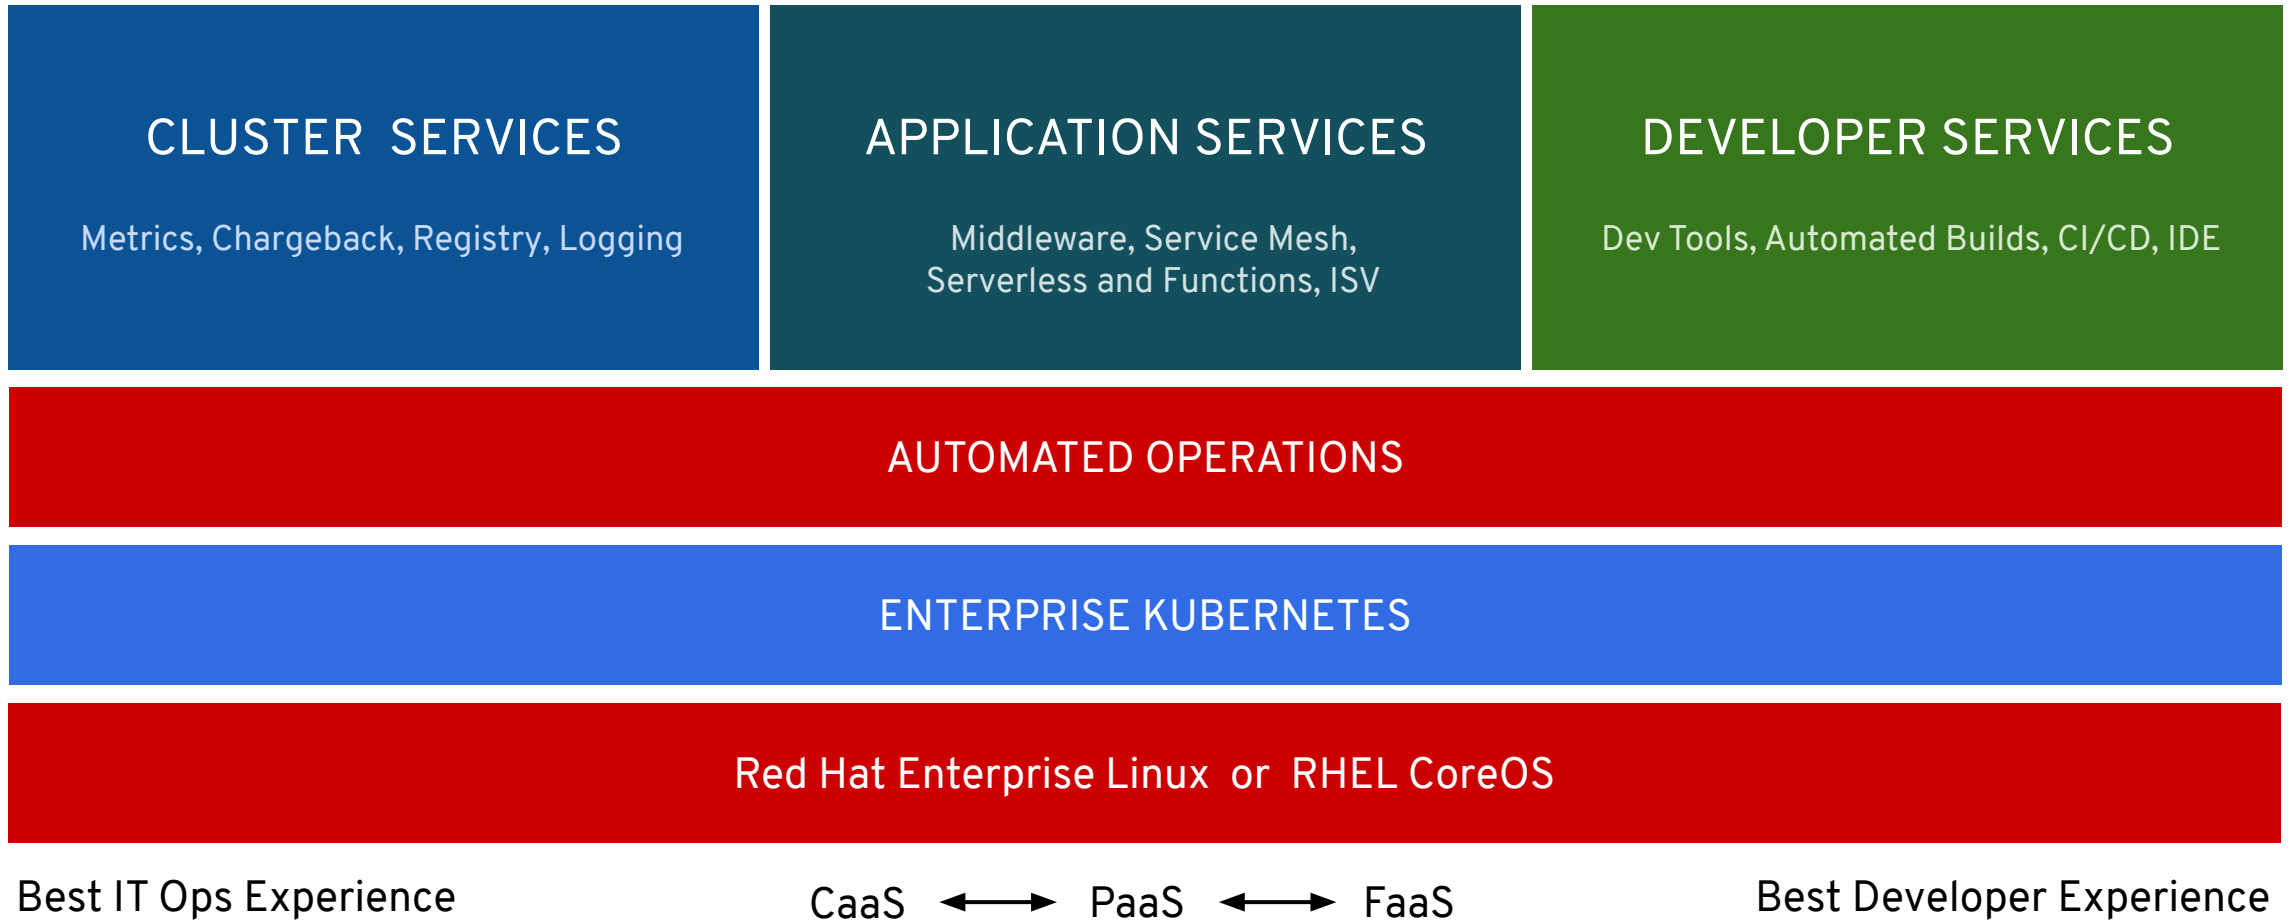 CLUSTER SERVICES
Metrics, Chargeback, Registry, Logging
APPLICATION SERVICES
Middleware, Service Mesh,
Serverless and Functions, ISV
DEVELOPER SERVICES
Dev Tools, Automated Builds, CI/CD, IDE
AUTOMATED OPERATIONS
ENTERPRISE KUBERNETES
Red Hat Enterprise Linux or RHEL CoreOS
Best IT Ops Experience
CaaS PaaS FaaS
Best Developer Experience